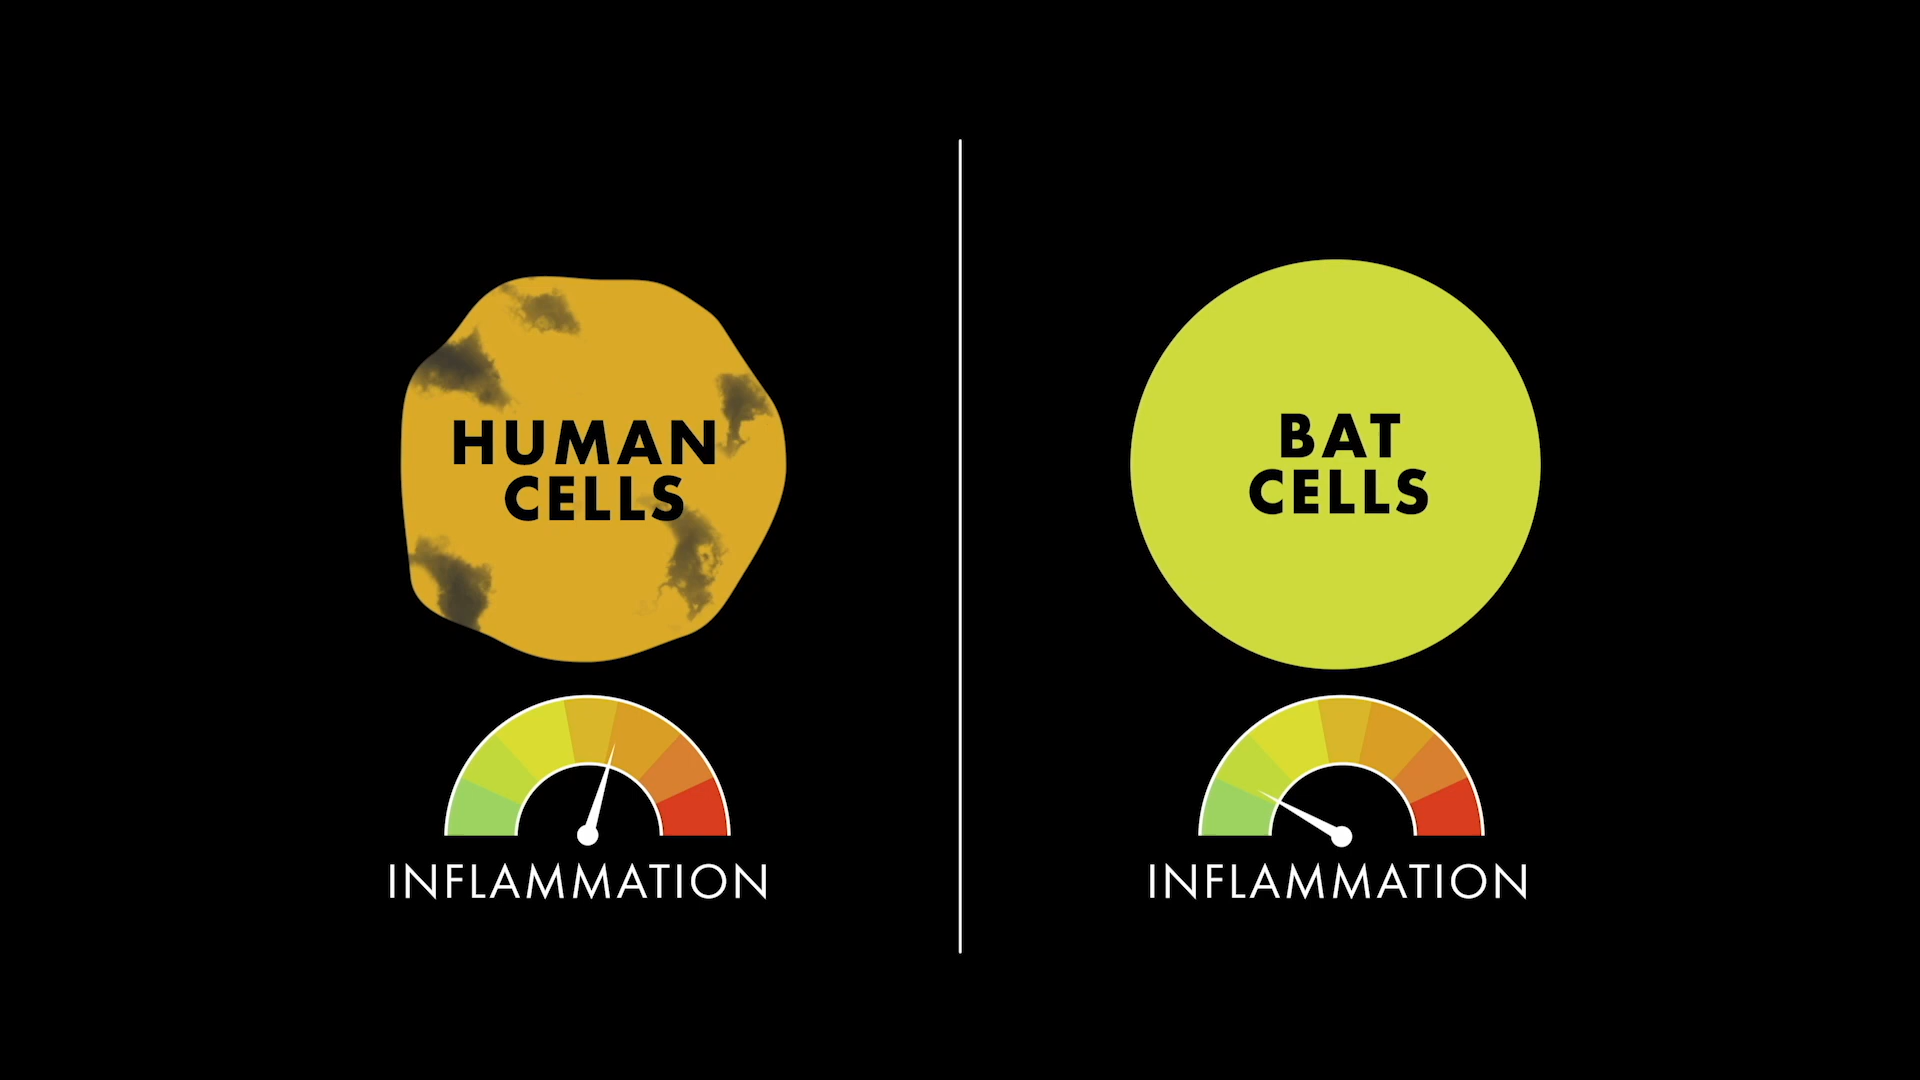 HUMAN
CELLS
INFLAMMATION
BAT
CELLS
INFLAMMATION